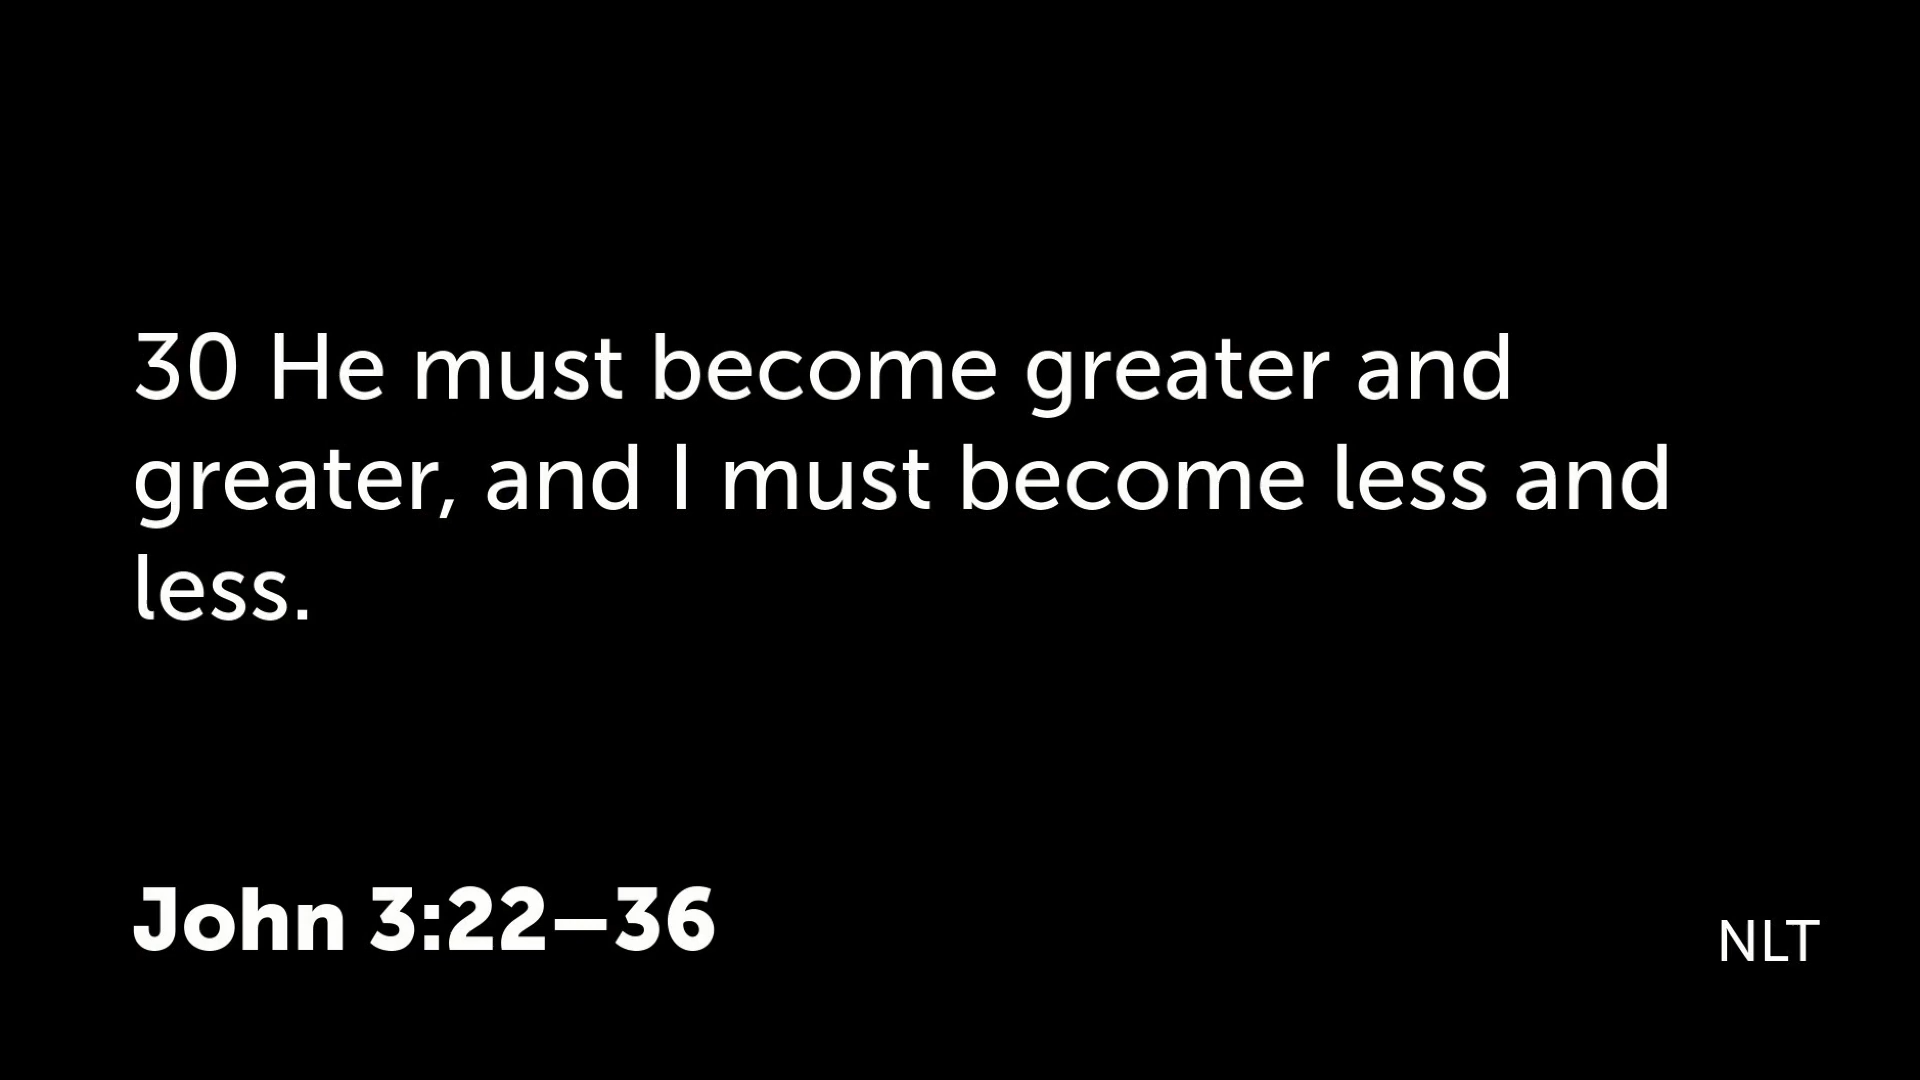 30 He must become greater and
greater, and I must become less and
less.
John 3:22–36
NLT